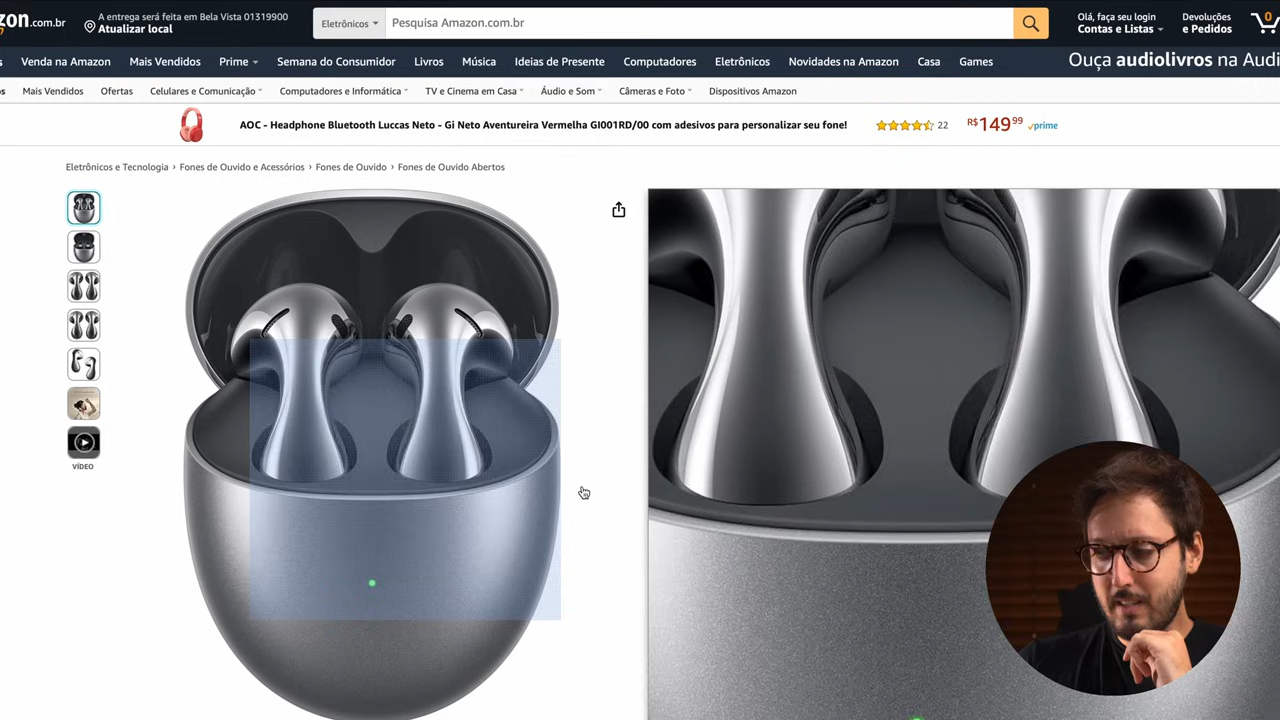 zon.com.br
A entrega será feita em Bela Vista 01319900
Atualizar local
Eletrônicos
Pesquisa Amazon.com.br
Olá, faça seu login
Contas e Listas
Devoluções
e Pedidos
0
s
Venda na Amazon
Mais Vendidos
Prime
Semana do Consumidor
Livros
Música
Ideias de Presente
Computadores
Eletrônicos
Novidades na Amazon
Casa
Games
Ouça audiolivros na Audi
os
Mais Vendidos
Ofertas
Celulares e Comunicação
Computadores e Informática
TV e Cinema em Casa
Áudio e Som
Câmeras e Foto
Dispositivos Amazon
AOC - Headphone Bluetooth Luccas Neto - Gi Neto Aventureira Vermelha GI001RD/00 com adesivos para personalizar seu fone!
22
R$14999
prime
Eletrônicos e Tecnologia › Fones de Ouvido e Acessórios › Fones de Ouvido › Fones de Ouvido Abertos
VÍDEO